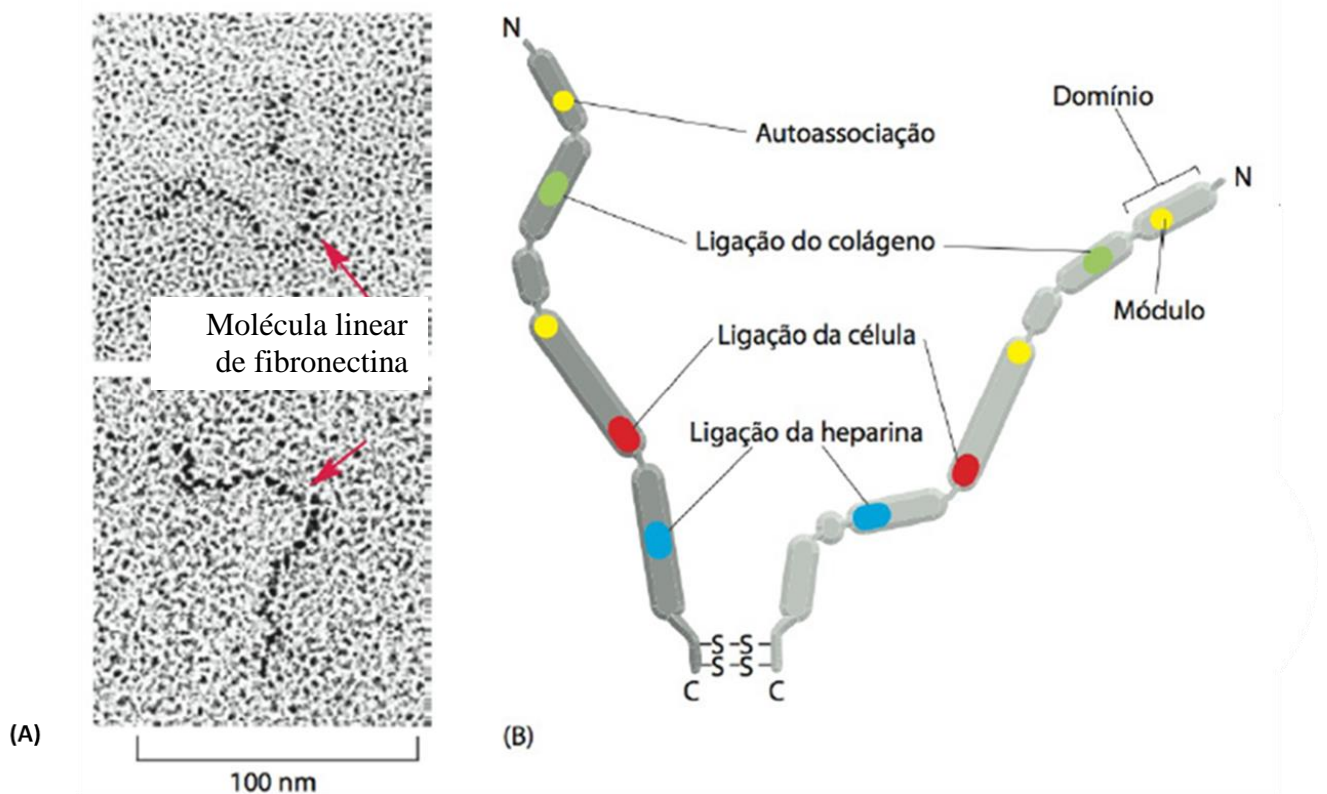 Molécula linear
de fibronectina
(A)
100 nm
N
Autoassociação
Domínio
N
Ligação do colágeno
Módulo
Ligação da célula
Ligação da heparina
S–S
S–S
C
C
(B)